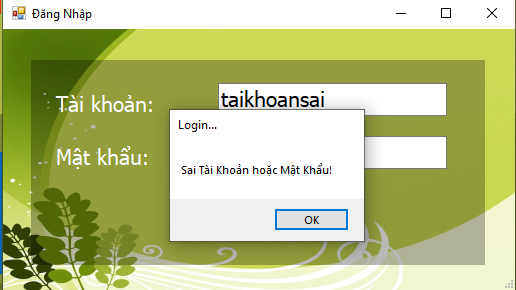 Đăng Nhập
Tài khoản:
taikhoansai
Login...
Mật khẩu:
Sai Tài Khoản hoặc Mật Khẩu!
OK